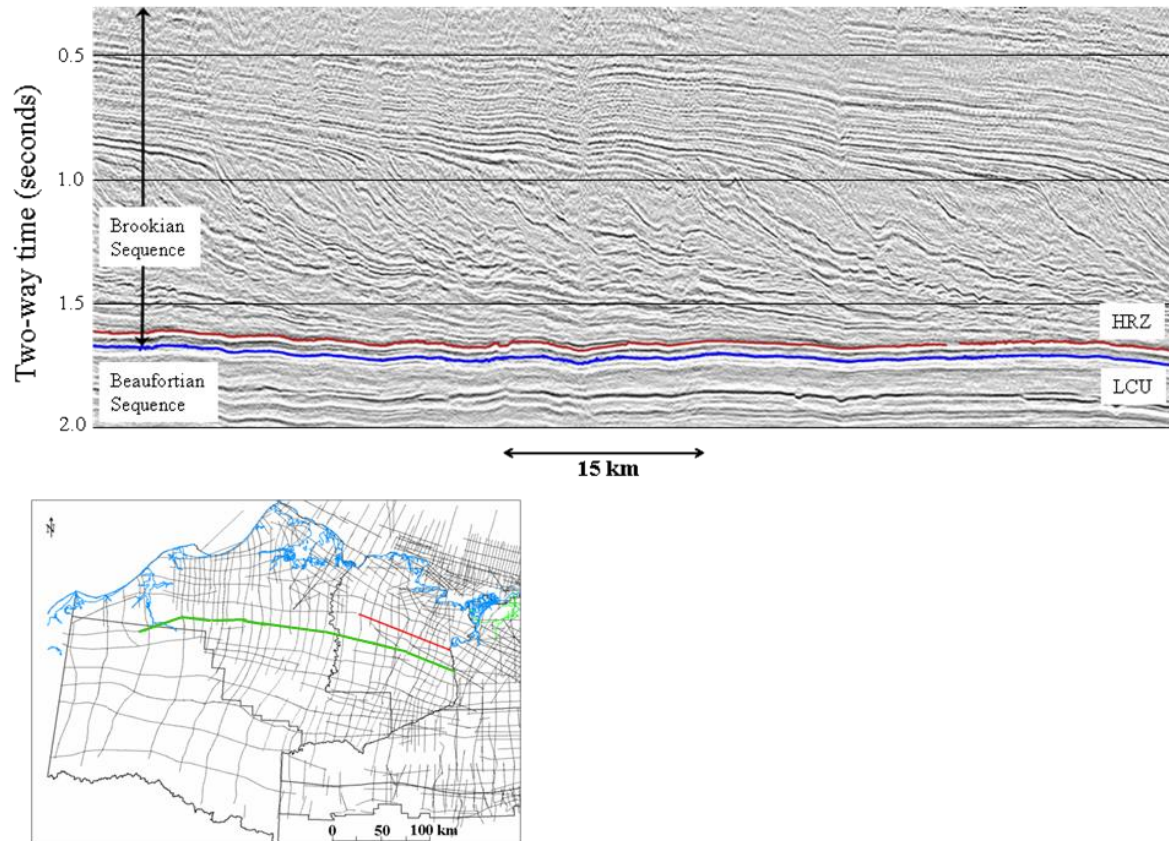 Two-way time (seconds)
0.5
1.0
1.5
2.0
Brookian
Sequence
Beaufortian
Sequence
HRZ
LCU
15 km
N
0 50 100 km